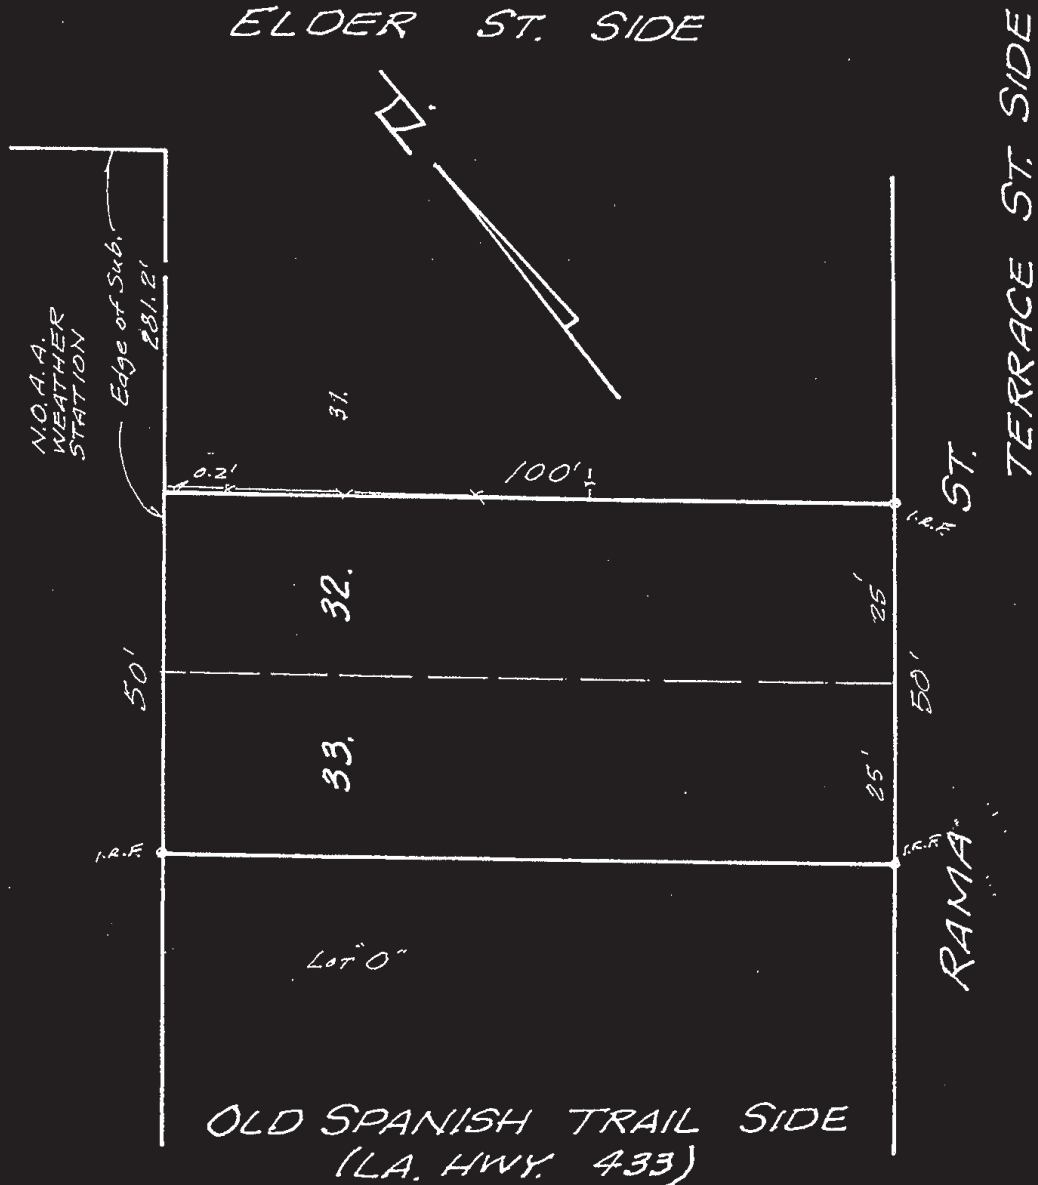 ELDER ST. SIDE
TERRACE ST. SIDE
N.O.A.A.
WEATHER
STATION
Edge of Sub.
281.2'
31.
0.2'
100'
I.R.F.
ST.
32.
25'
50'
50'
33.
25'
I.R.F.
I.R.F.
RAMA
LOT "O"
OLD SPANISH TRAIL SIDE
(LA. HWY. 433)